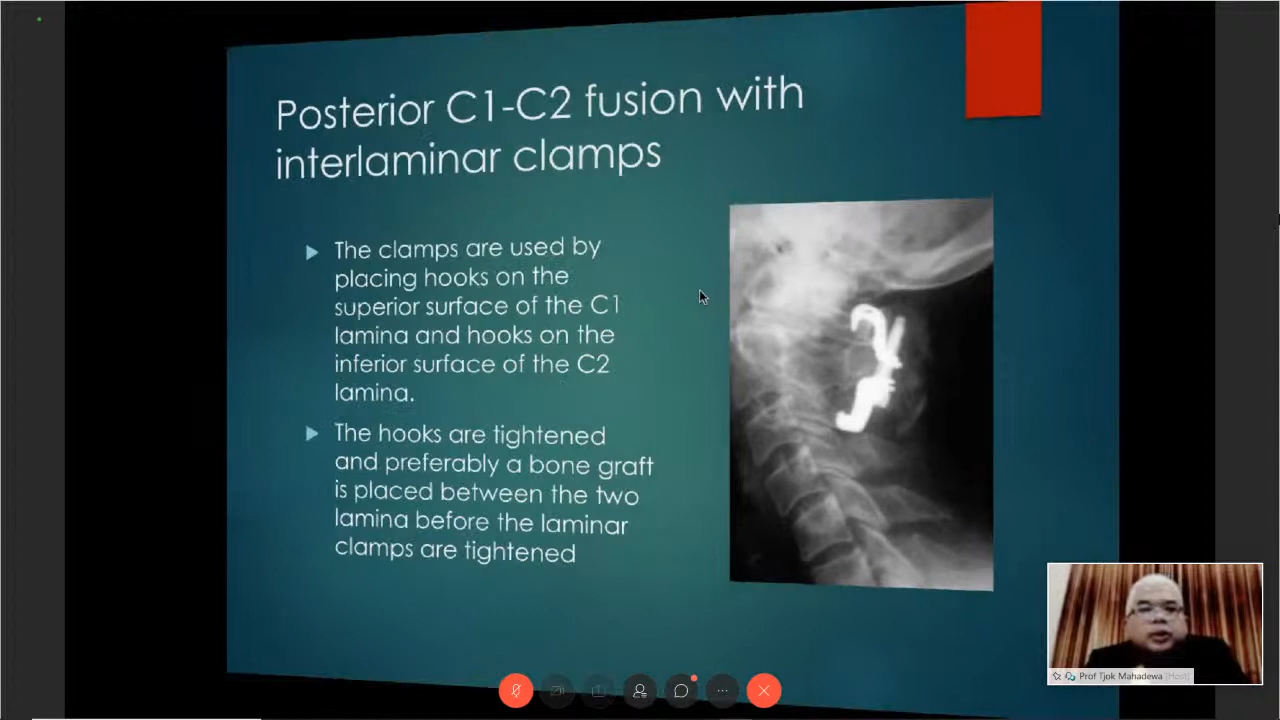 Posterior C1-C2 fusion with
interlaminar clamps
The clamps are used by
placing hooks on the
superior surface of the C1
lamina and hooks on the
inferior surface of the C2
lamina.
The hooks are tightened
and preferably a bone graft
is placed between the two
lamina before the laminar
clamps are tightened
Prof Tjok Mahadewa (Host)